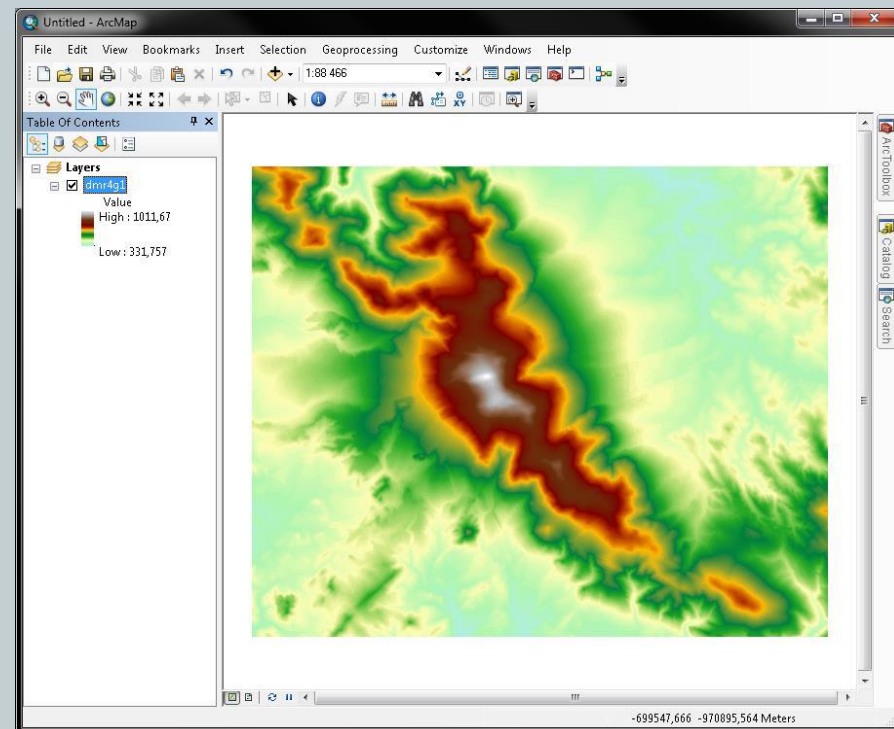 Untitled - ArcMap
File Edit View Bookmarks Insert Selection Geoprocessing Customize Windows Help
1:88 466
Table Of Contents
Layers
dmr4g1
Value
High : 1011,67
Low : 331,757
ArcToolbox
Catalog
Search
-699547,666 -970895,564 Meters